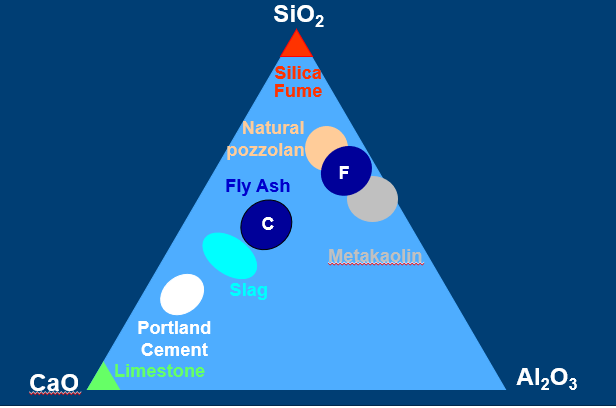 SiO₂
Silica
Fume
Natural
pozzolan
F
Fly Ash
C
Metakaolin
Slag
Portland
Cement
Limestone
CaO
Al₂O₃